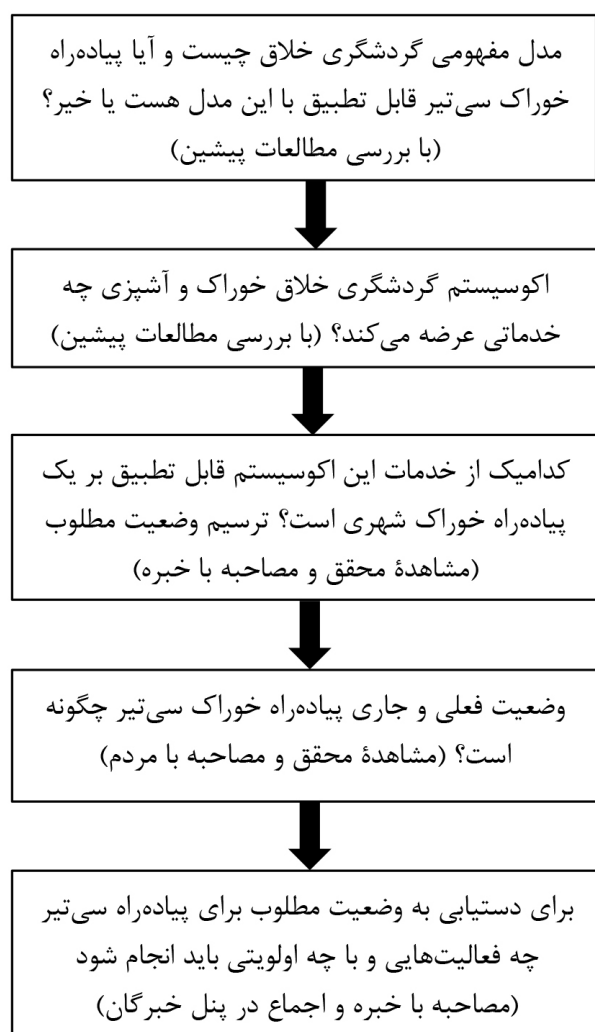 مدل مفهومی گردشگری خلاق چیست و آیا پیاده‌راه
خوراک سی‌تیر قابل تطبیق با این مدل هست یا خیر؟
(با بررسی مطالعات پیشین)
اکوسیستم گردشگری خلاق خوراک و آشپزی چه
خدماتی عرضه می‌کند؟ (با بررسی مطالعات پیشین)
کدامیک از خدمات این اکوسیستم قابل تطبیق بر یک
پیاده‌راه خوراک شهری است؟ ترسیم وضعیت مطلوب
(مشاهدۀ محقق و مصاحبه با خبره)
وضعیت فعلی و جاری پیاده‌راه خوراک سی‌تیر چگونه
است؟ (مشاهدۀ محقق و مصاحبه با مردم)
برای دستیابی به وضعیت مطلوب برای پیاده‌راه سی‌تیر
چه فعالیت‌هایی و با چه اولویتی باید انجام شود
(مصاحبه با خبره و اجماع در پنل خبرگان)